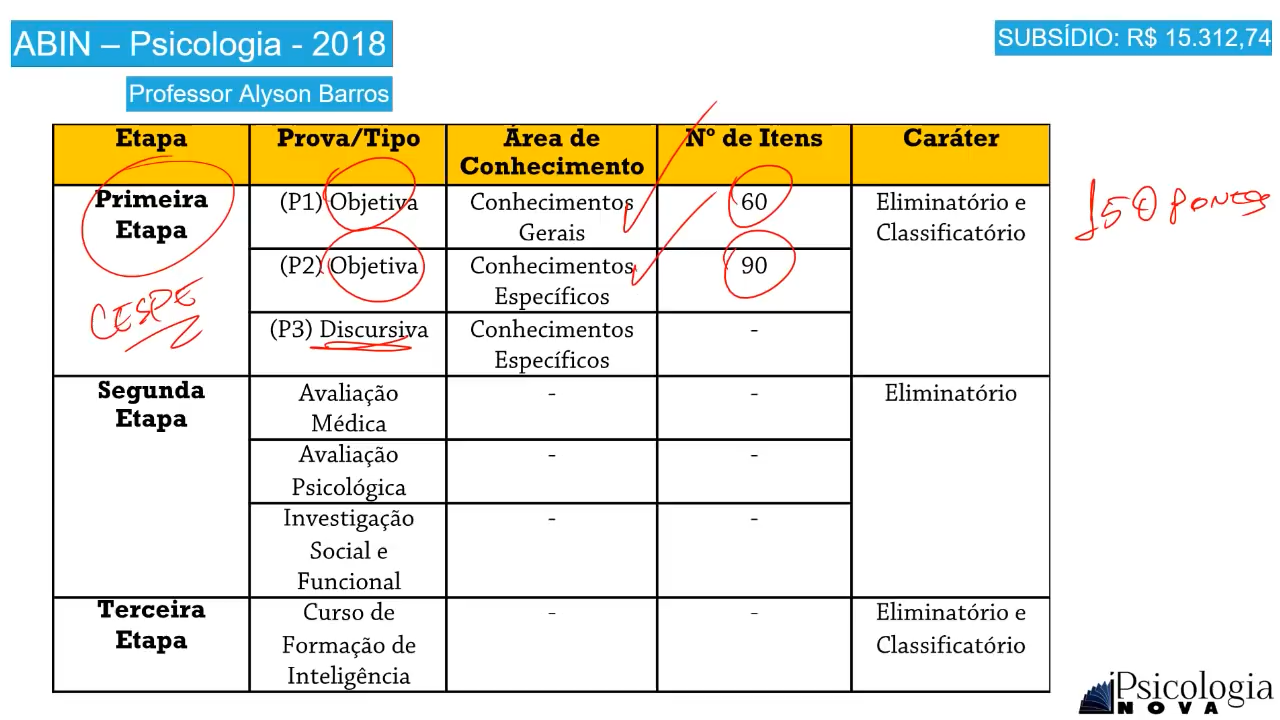 ABIN – Psicologia - 2018
SUBSÍDIO: R$ 15.312,74
Professor Alyson Barros
Etapa Prova/Tipo Área de Conhecimento Nº de Itens Caráter
Primeira Etapa (P1) Objetiva Conhecimentos Gerais 60 Eliminatório e Classificatório
150 PONTOS
(P2) Objetiva Conhecimentos Específicos 90
CESPE
(P3) Discursiva Conhecimentos Específicos -
Segunda Etapa Avaliação Médica - - Eliminatório
Avaliação Psicológica - -
Investigação Social e Funcional - -
Terceira Etapa Curso de Formação de Inteligência - - Eliminatório e Classificatório
Psicologia
NOVA